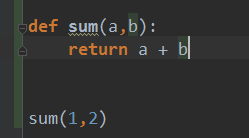 def sum(a,b):
    return a + b
sum(1,2)